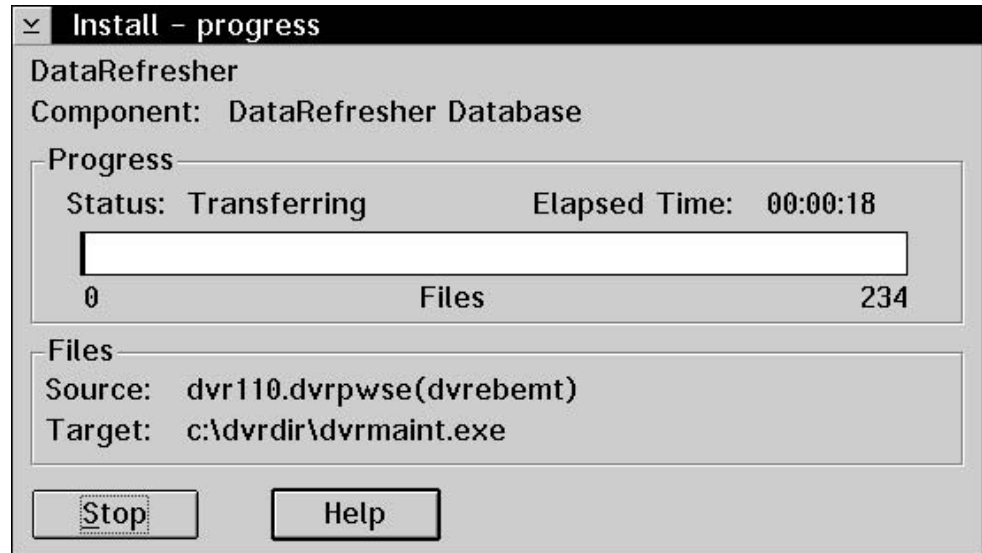 Install - progress
DataRefresher
Component: DataRefresher Database
Progress
Status: Transferring Elapsed Time: 00:00:18
0 Files 234
Files
Source: dvr110.dvrpwse(dvrebemt)
Target: c:\dvrdir\dvrmaint.exe
Stop Help